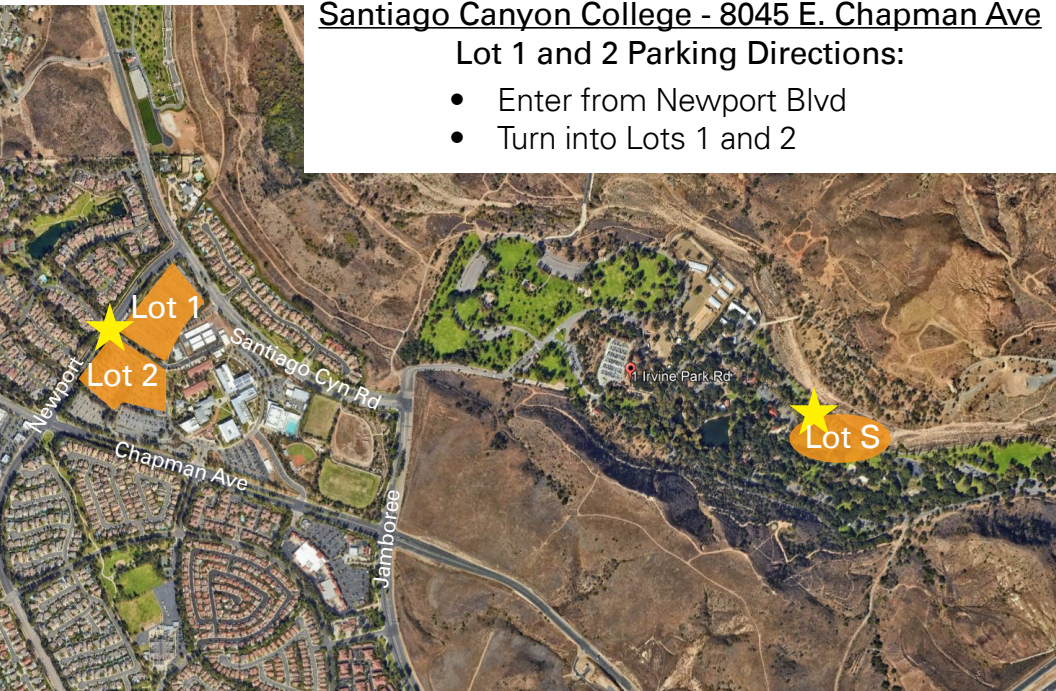 Santiago Canyon College - 8045 E. Chapman Ave
Lot 1 and 2 Parking Directions:
• Enter from Newport Blvd
• Turn into Lots 1 and 2
Lot 1
Lot 2
Newport
Santiago Cyn Rd
Chapman Ave
Jamboree
1 Irvine Park Rd
Lot S